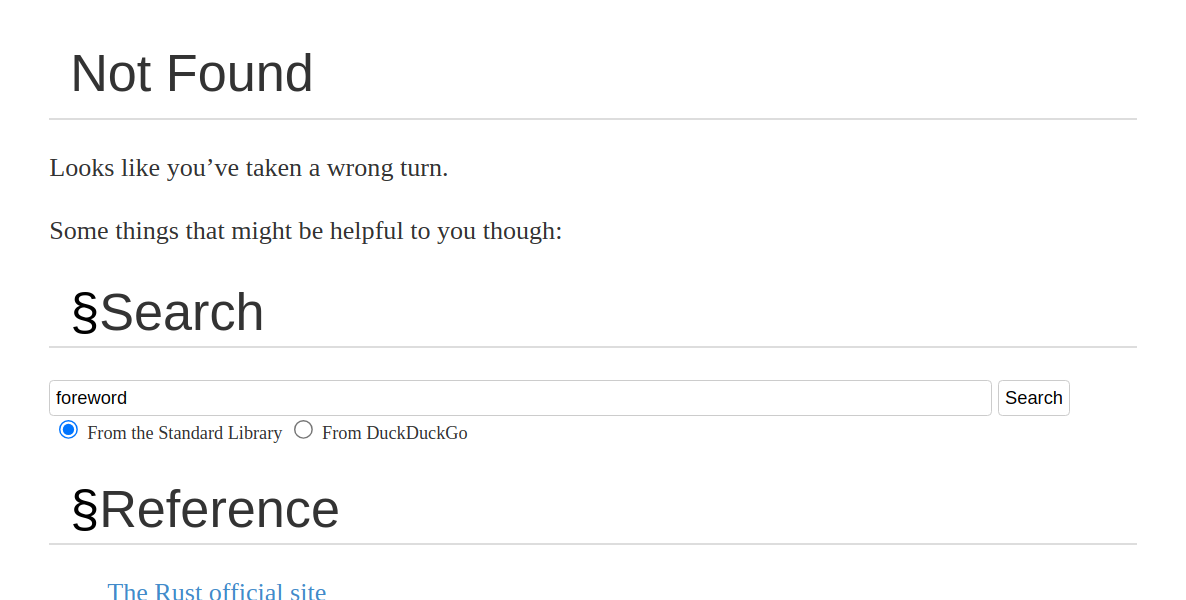 Not Found
Looks like you’ve taken a wrong turn.
Some things that might be helpful to you though:
§Search
foreword Search
From the Standard Library From DuckDuckGo
§Reference
The Rust official site